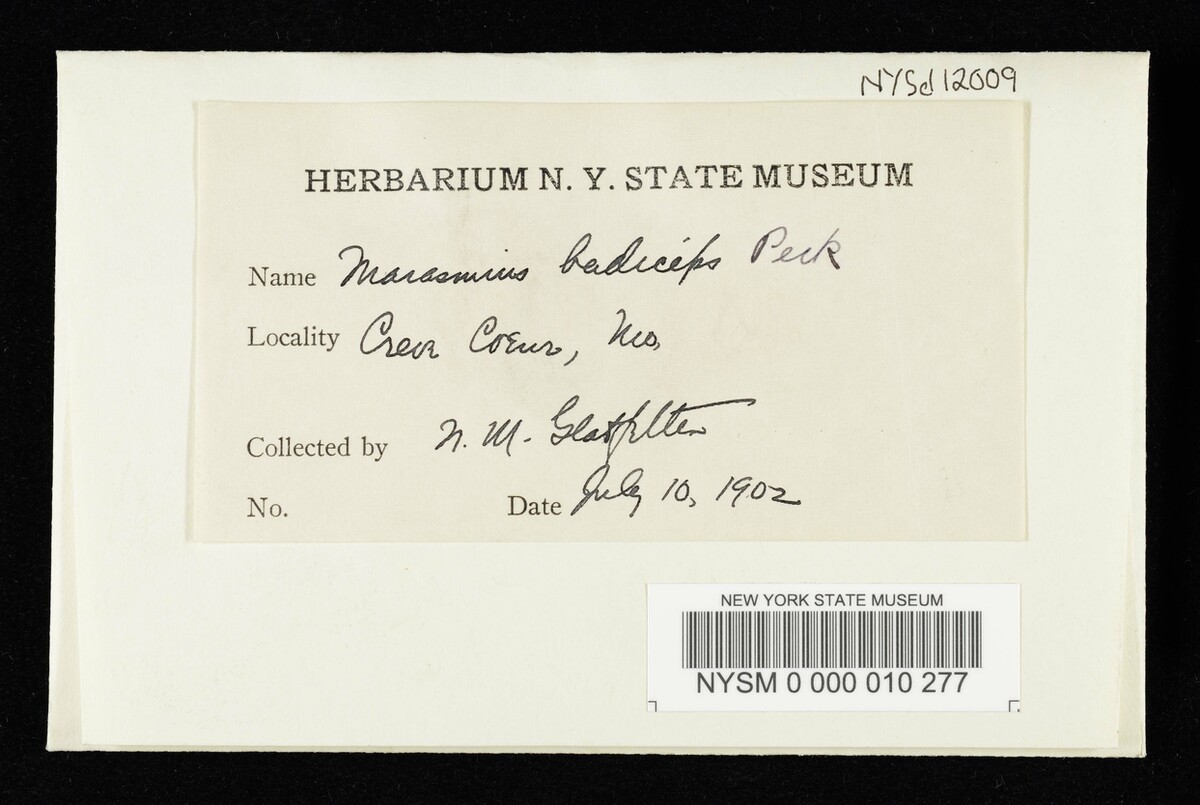 NYSd12009
HERBARIUM N. Y. STATE MUSEUM
Name Marasmius badiceps Peck
Locality Creve Coeur, Mo.
Collected by N. M. Glatfelter
No. Date July 10, 1902
NEW YORK STATE MUSEUM
NYSM 0 000 010 277